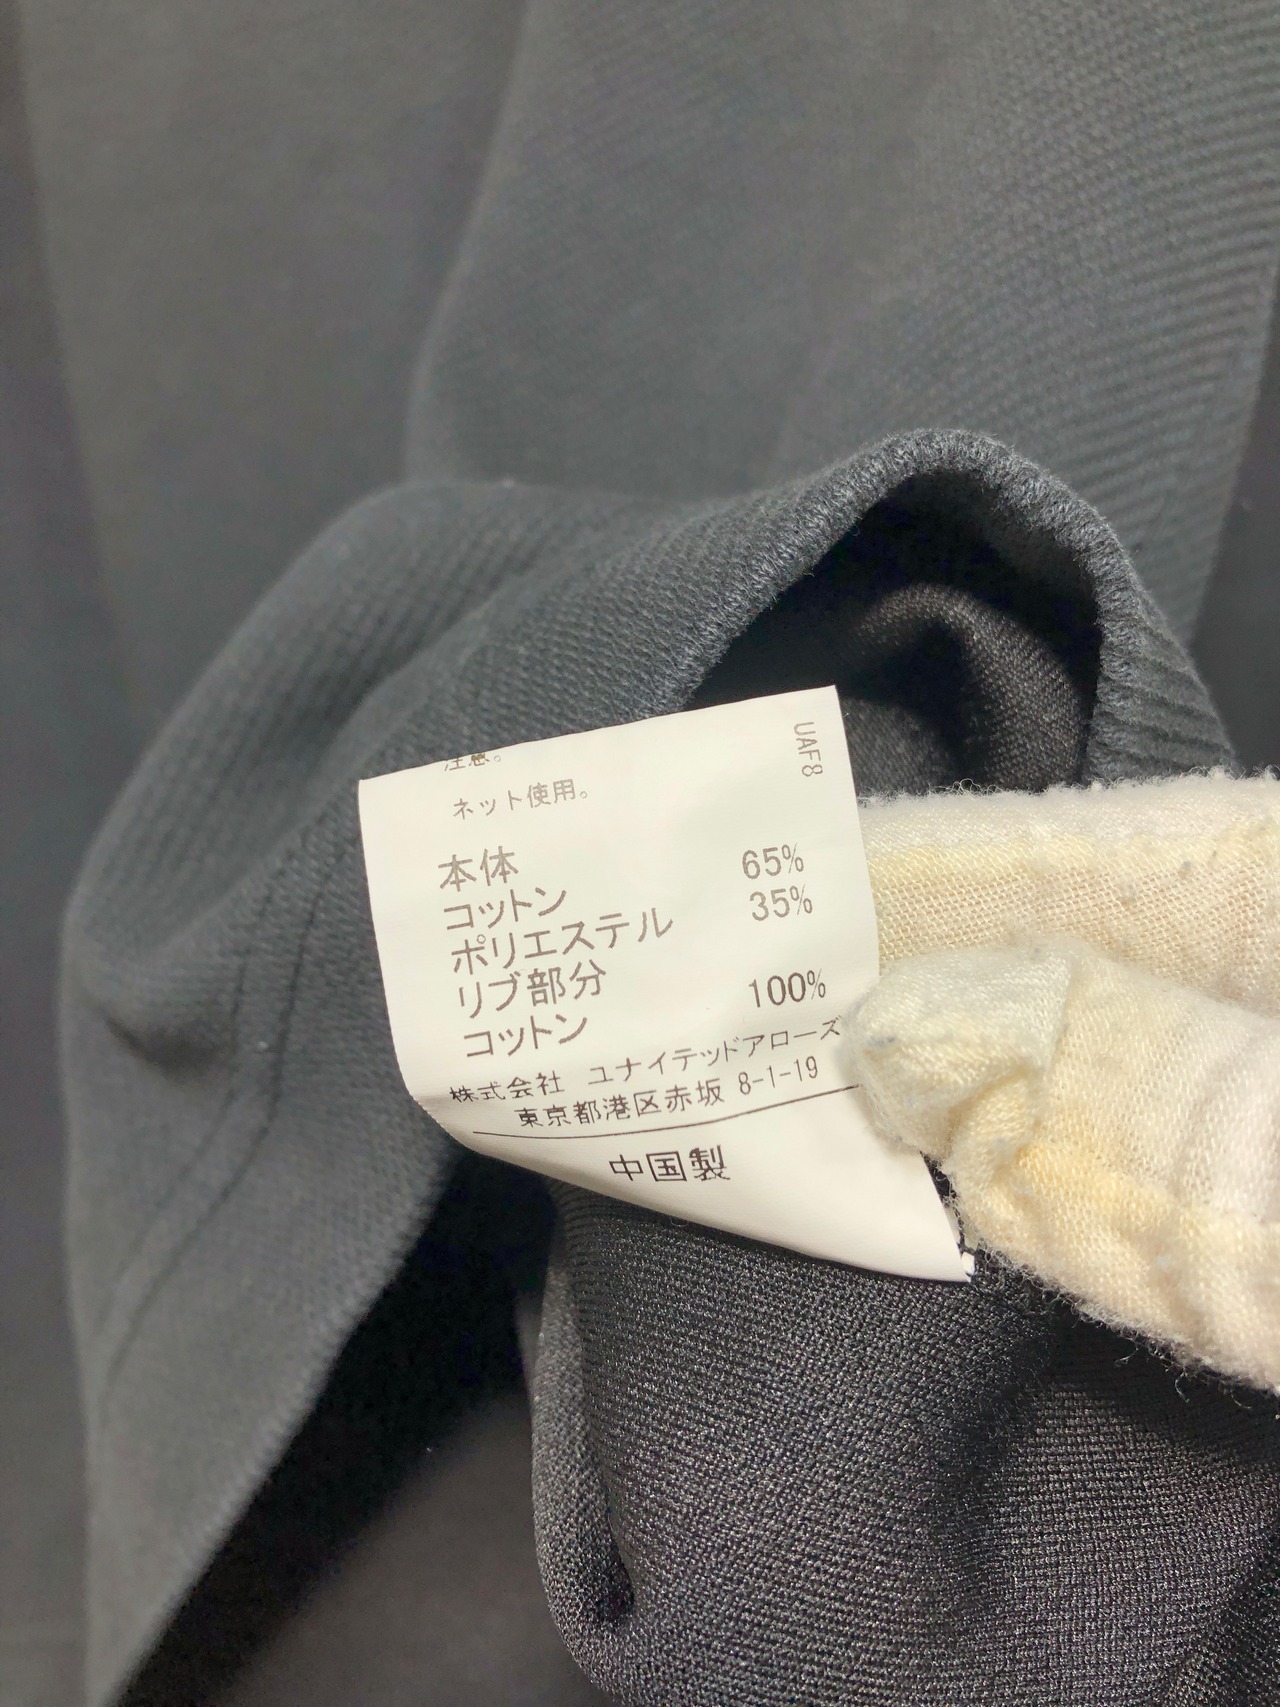 注意。
ネット使用。
UAF8
本体
コットン 65%
ポリエステル 35%
リブ部分
コットン 100%
株式会社 ユナイテッドアローズ
東京都港区赤坂 8-1-19
中国製